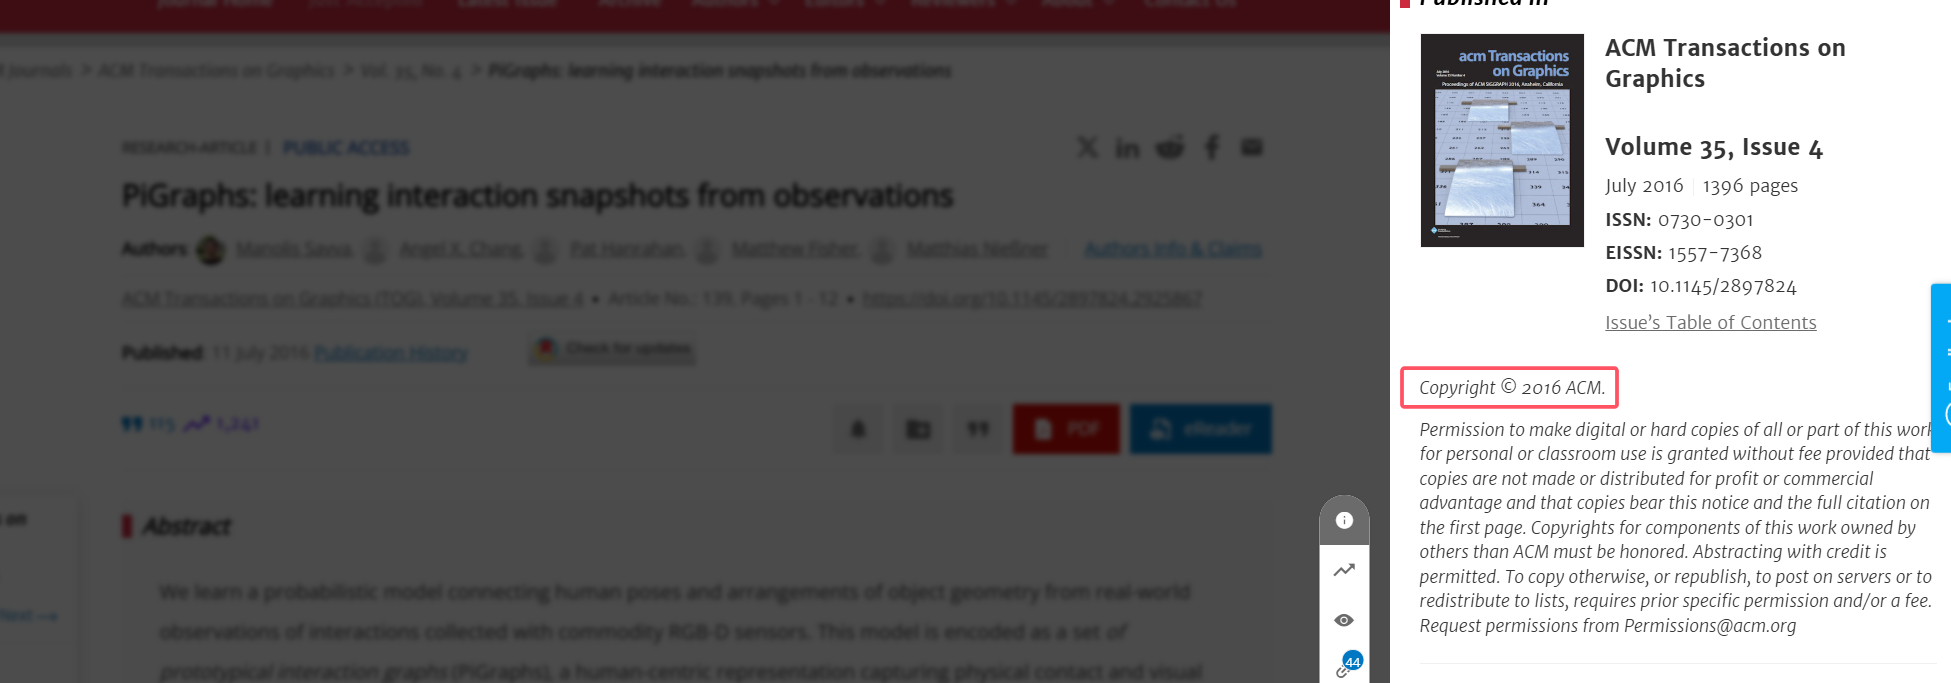 Journal Home Just Accepted Latest Issue Archive Authors Editors Reviewers About Contact Us
Journals > ACM Transactions on Graphics > Vol. 35, No. 4 > PiGraphs: learning interaction snapshots from observations
RESEARCH-ARTICLE | PUBLIC ACCESS
PiGraphs: learning interaction snapshots from observations
Authors: Manolis Savva, Angel X. Chang, Pat Hanrahan, Matthew Fisher, Matthias Nießner Authors Info & Claims
ACM Transactions on Graphics (TOG), Volume 35, Issue 4 • Article No.: 139, Pages 1 - 12 • https://doi.org/10.1145/2897824.2925867
Published: 11 July 2016 Publication History Check for updates
115 1,241
PDF eReader
on
Next
Abstract
We learn a probabilistic model connecting human poses and arrangements of object geometry from real-world
observations of interactions collected with commodity RGB-D sensors. This model is encoded as a set of
prototypical interaction graphs (PiGraphs), a human-centric representation capturing physical contact and visual
44
Published in
acm Transactions
on Graphics
Proceedings of ACM SIGGRAPH 2016, Anaheim, California
ACM Transactions on
Graphics
Volume 35, Issue 4
July 2016 | 1396 pages
ISSN: 0730-0301
EISSN: 1557-7368
DOI: 10.1145/2897824
Issue's Table of Contents
Copyright © 2016 ACM.
Permission to make digital or hard copies of all or part of this work
for personal or classroom use is granted without fee provided that
copies are not made or distributed for profit or commercial
advantage and that copies bear this notice and the full citation on
the first page. Copyrights for components of this work owned by
others than ACM must be honored. Abstracting with credit is
permitted. To copy otherwise, or republish, to post on servers or to
redistribute to lists, requires prior specific permission and/or a fee.
Request permissions from Permissions@acm.org